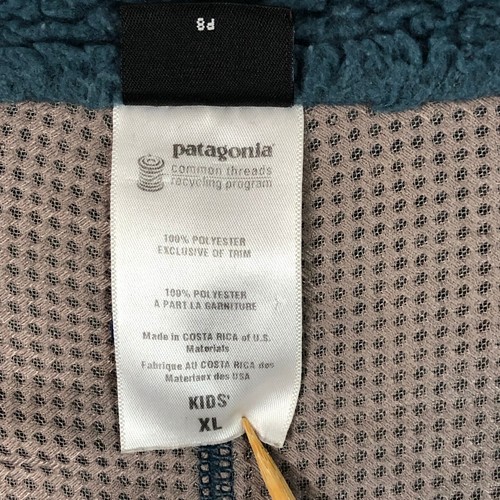 P8
patagonia®
common threads
recycling program
100% POLYESTER
EXCLUSIVE OF TRIM
100% POLYESTER
À PART LA GARNITURE
Made in COSTA RICA of U.S.
Materials
Fabrique AU COSTA RICA des
Materiaux des USA
KIDS'
XL